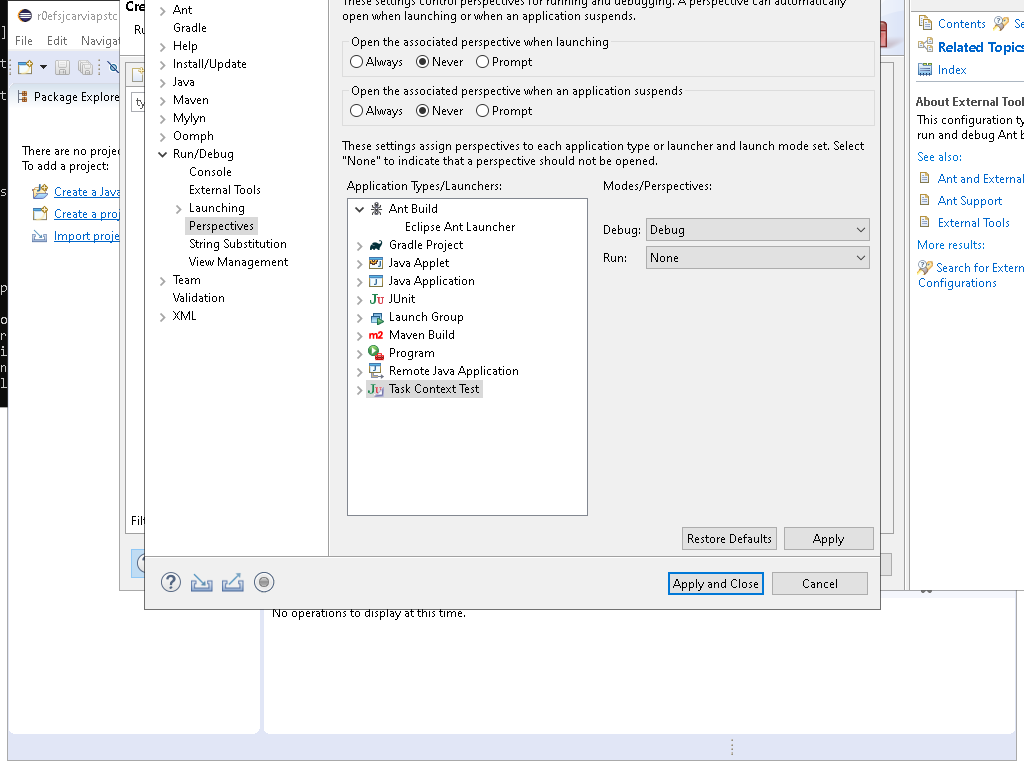 r0efsjcarviapstc
File Edit Navigat
Package Explore
There are no projec
To add a project:
Create a Java
Create a proj
Import proje
Cre
Ru
ty
Filt
Ant
Gradle
Help
Install/Update
Java
Maven
Mylyn
Oomph
Run/Debug
Console
External Tools
Launching
Perspectives
String Substitution
View Management
Team
Validation
XML
These settings control perspectives for running and debugging. A perspective can automatically
open when launching or when an application suspends.
Open the associated perspective when launching
Always Never Prompt
Open the associated perspective when an application suspends
Always Never Prompt
These settings assign perspectives to each application type or launcher and launch mode set. Select
"None" to indicate that a perspective should not be opened.
Application Types/Launchers:
Modes/Perspectives:
Ant Build
Eclipse Ant Launcher
Gradle Project
Java Applet
Java Application
JUnit
Launch Group
Maven Build
Program
Remote Java Application
Task Context Test
Debug: Debug
Run: None
Restore Defaults Apply
Apply and Close Cancel
No operations to display at this time.
Contents Se
Related Topics
Index
About External Tool
This configuration ty
run and debug Ant b
See also:
Ant and External
Ant Support
External Tools
More results:
Search for Extern
Configurations